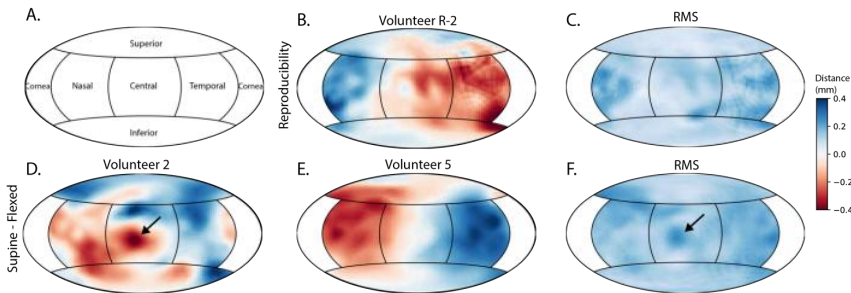 A.
Superior
Cornea
Nasal
Central
Temporal
Cornea
Inferior
Reproducibility
B.
Volunteer R-2
C.
RMS
Distance
(mm)
0.4
0.2
0.0
−0.2
−0.4
Supine - Flexed
D.
Volunteer 2
E.
Volunteer 5
F.
RMS